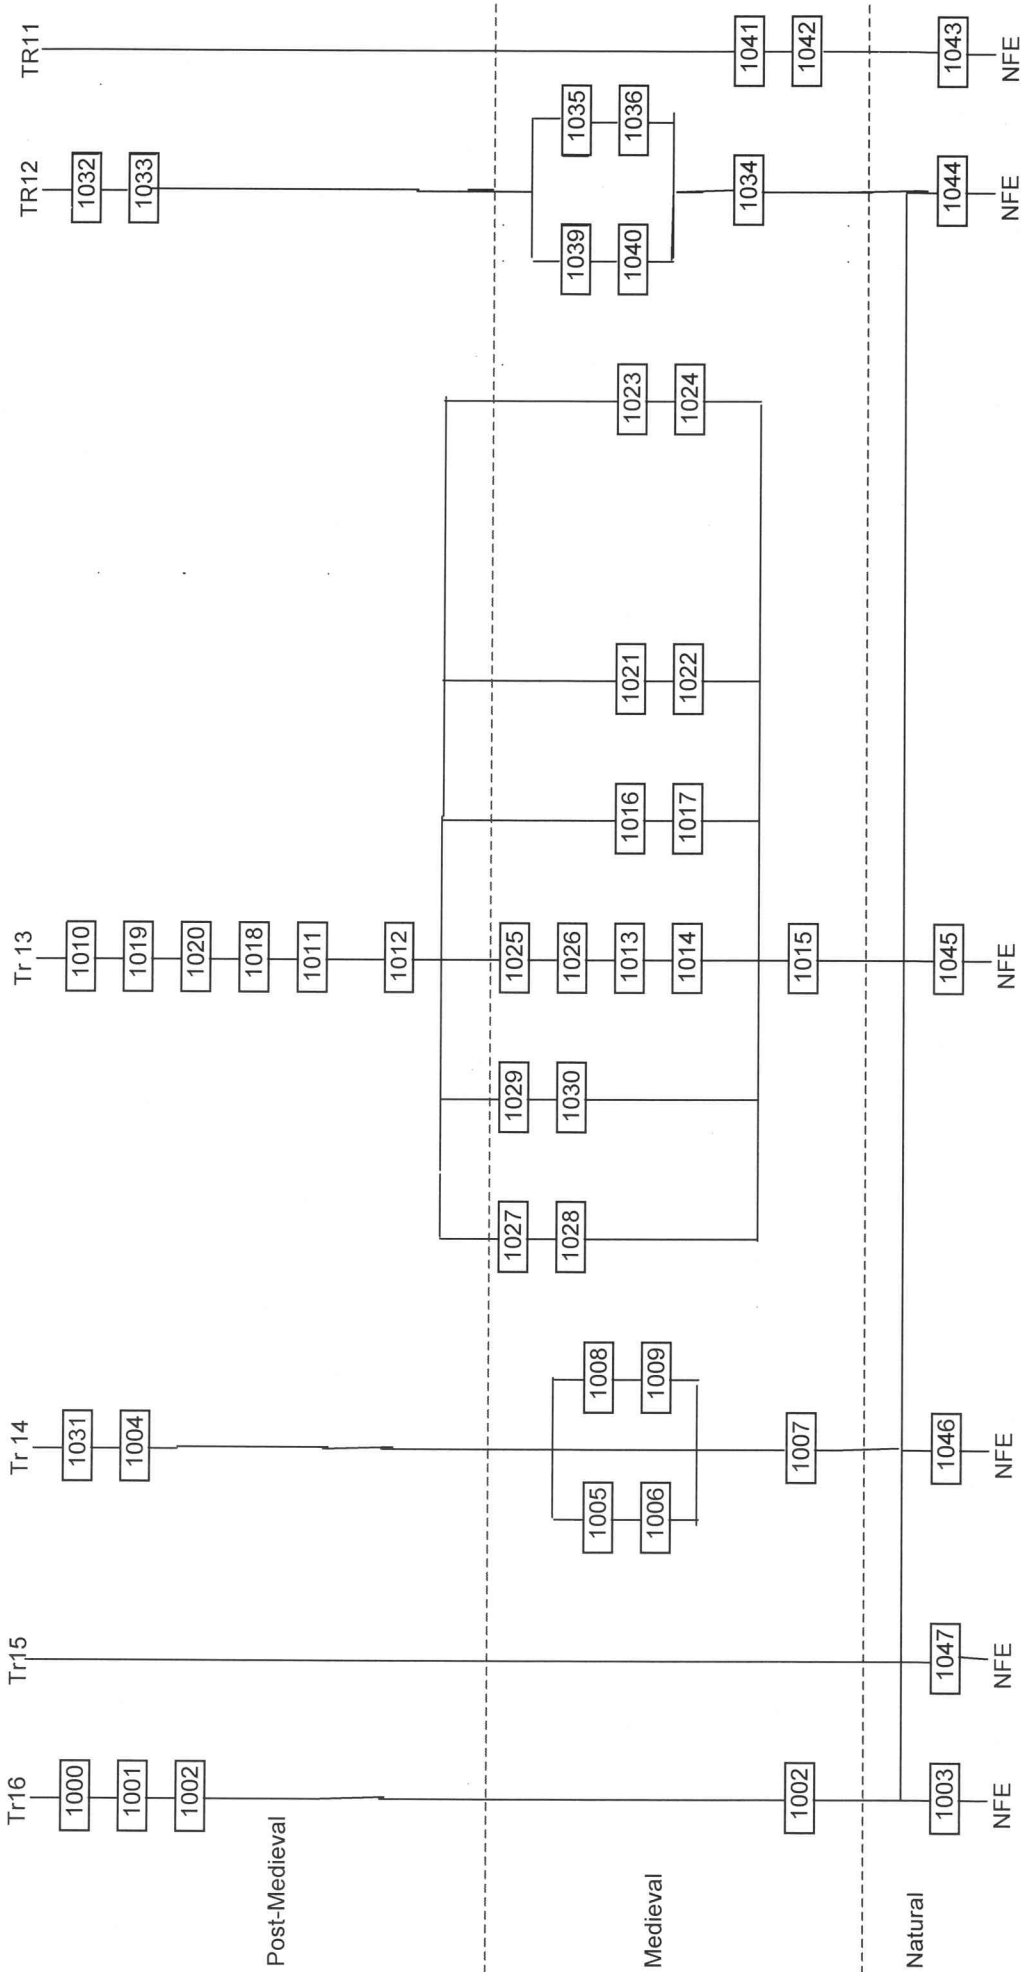 Tr16 Tr15 Tr 14 Tr 13 TR12 TR11
1000 1031 1010 1032
1001 1004 1019 1033
1002 1020
1018
Post-Medieval
1011
1012
1027 1029 1025
1028 1030 1026 1039 1035
1005 1008
1013 1016 1021 1023 1040 1036
Medieval
1006 1009
1014 1017 1022 1024
1034 1041
1002 1007 1015 1042
Natural
1003 1047 1046 1045 1044 1043
NFE NFE NFE NFE NFE NFE